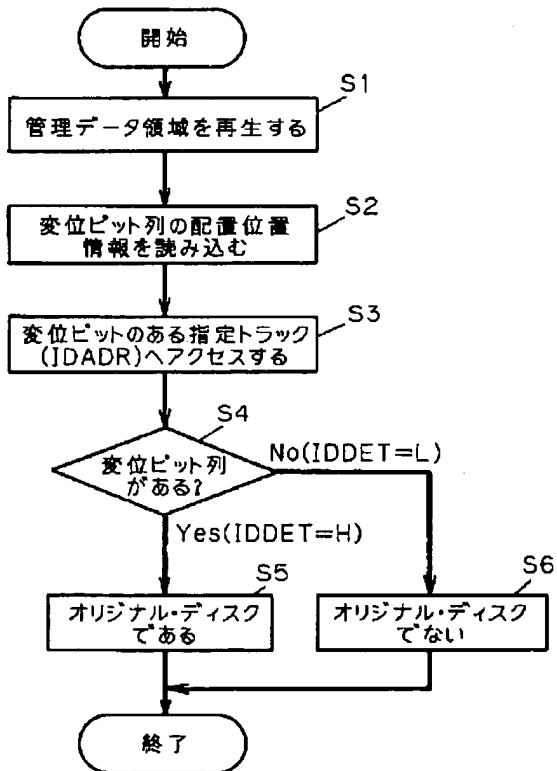 開始
S1
管理データ領域を再生する
S2
変位ピット列の配置位置
情報を読み込む
S3
変位ピットのある指定トラック
(IDADR)へアクセスする
S4
変位ピット列
がある?
No(IDDET=L)
Yes(IDDET=H)
S5
オリジナル・ディスク
である
S6
オリジナル・ディスク
でない
終了